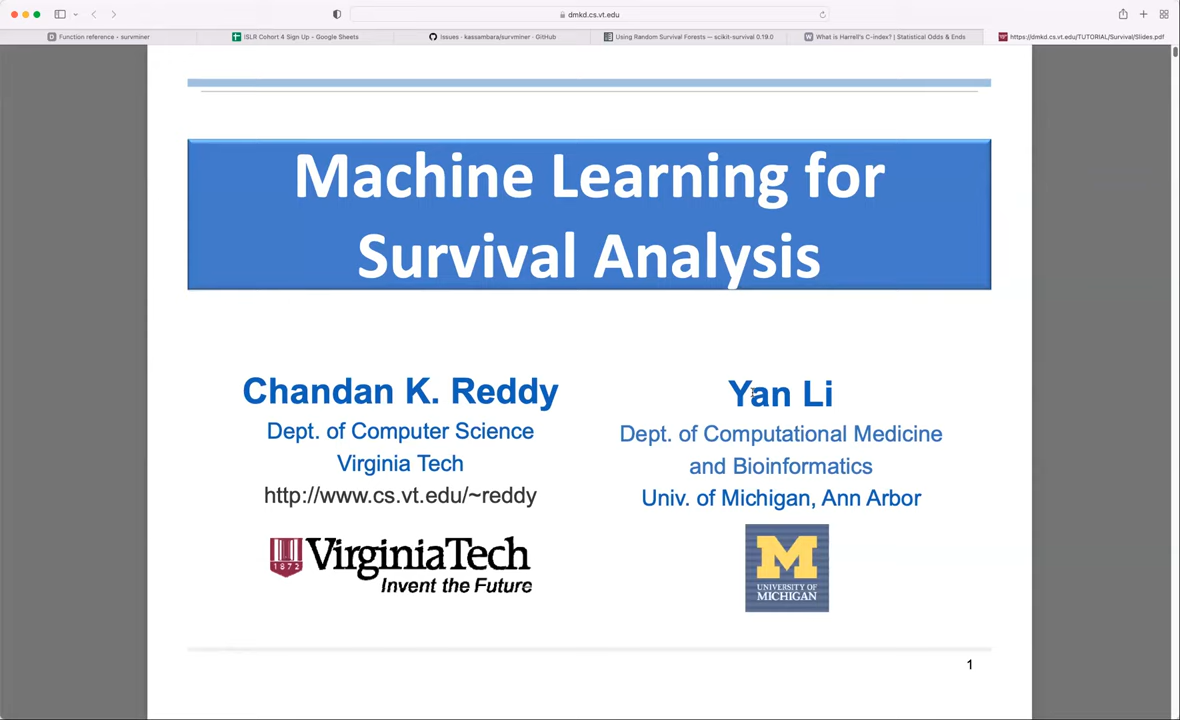 dmkd.cs.vt.edu
Function reference • survminer
ISLR Cohort 4 Sign Up - Google Sheets
Issues · kassambara/survminer · GitHub
Using Random Survival Forests — scikit-survival 0.19.0
What is Harrell's C-index? | Statistical Odds & Ends
https://dmkd.cs.vt.edu/TUTORIAL/Survival/Slides.pdf
Machine Learning for
Survival Analysis
Chandan K. Reddy
Dept. of Computer Science
Virginia Tech
http://www.cs.vt.edu/~reddy
1872
VirginiaTech
Invent the Future
Yan Li
Dept. of Computational Medicine
and Bioinformatics
Univ. of Michigan, Ann Arbor
M
UNIVERSITY OF
MICHIGAN
1